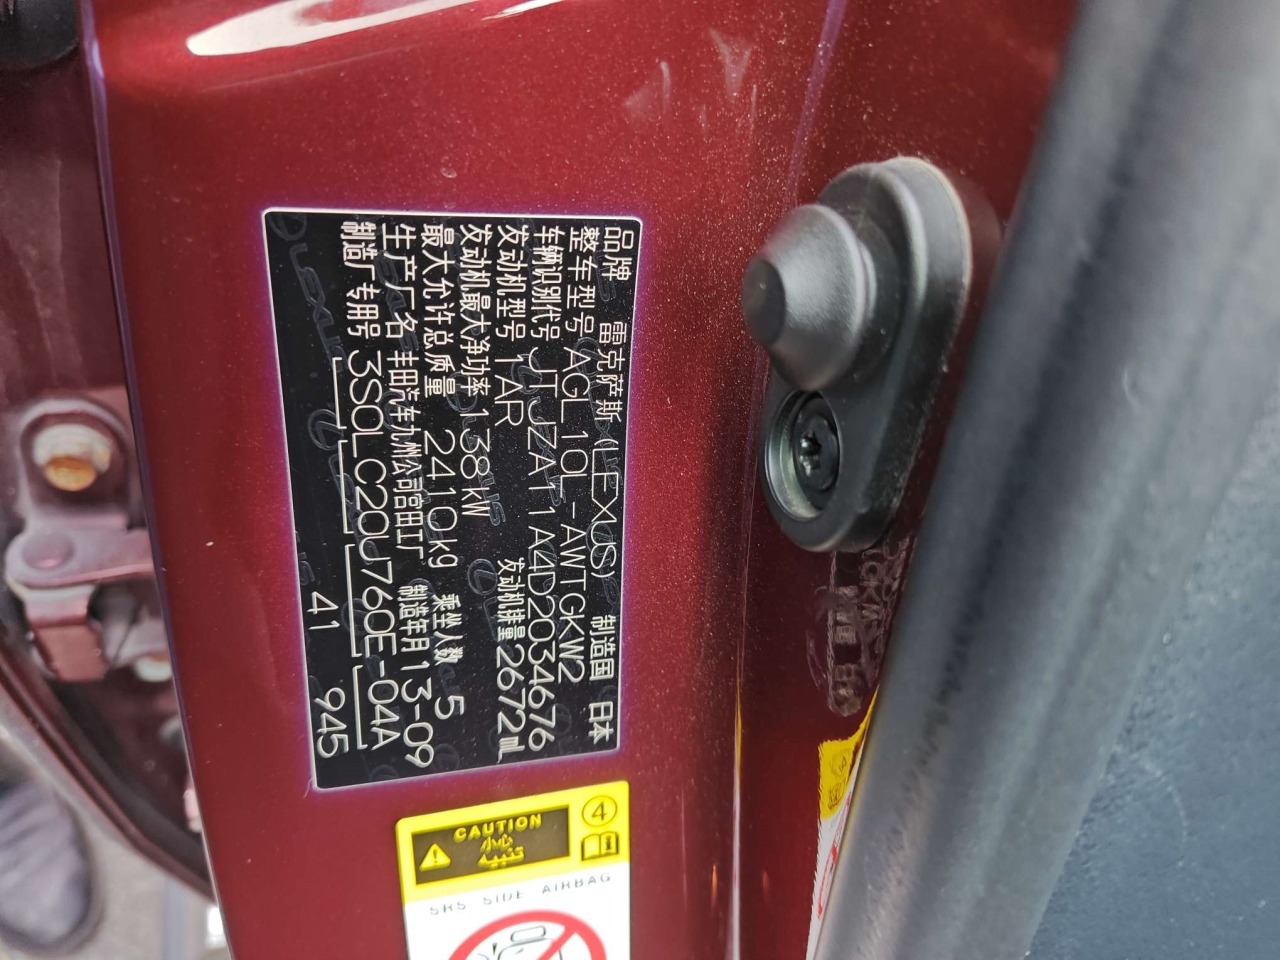 品牌 雷克萨斯 (LEXUS) 制造国 日本
整车型号 AGL10L-AWTGKW2
车辆识别代号 JTJZA11A4D2034676
发动机型号 1AR 发动机排量 2672mL
发动机最大净功率 138kW
最大允许总质量 2410kg 乘坐人数 5
生产厂名 丰田汽车九州公司宫田工厂 制造年月 13-09
制造厂专用号 3S0LC20U760E-04A
41 945
4
CAUTION
小心
تنبيه
SRS SIDE AIRBAG